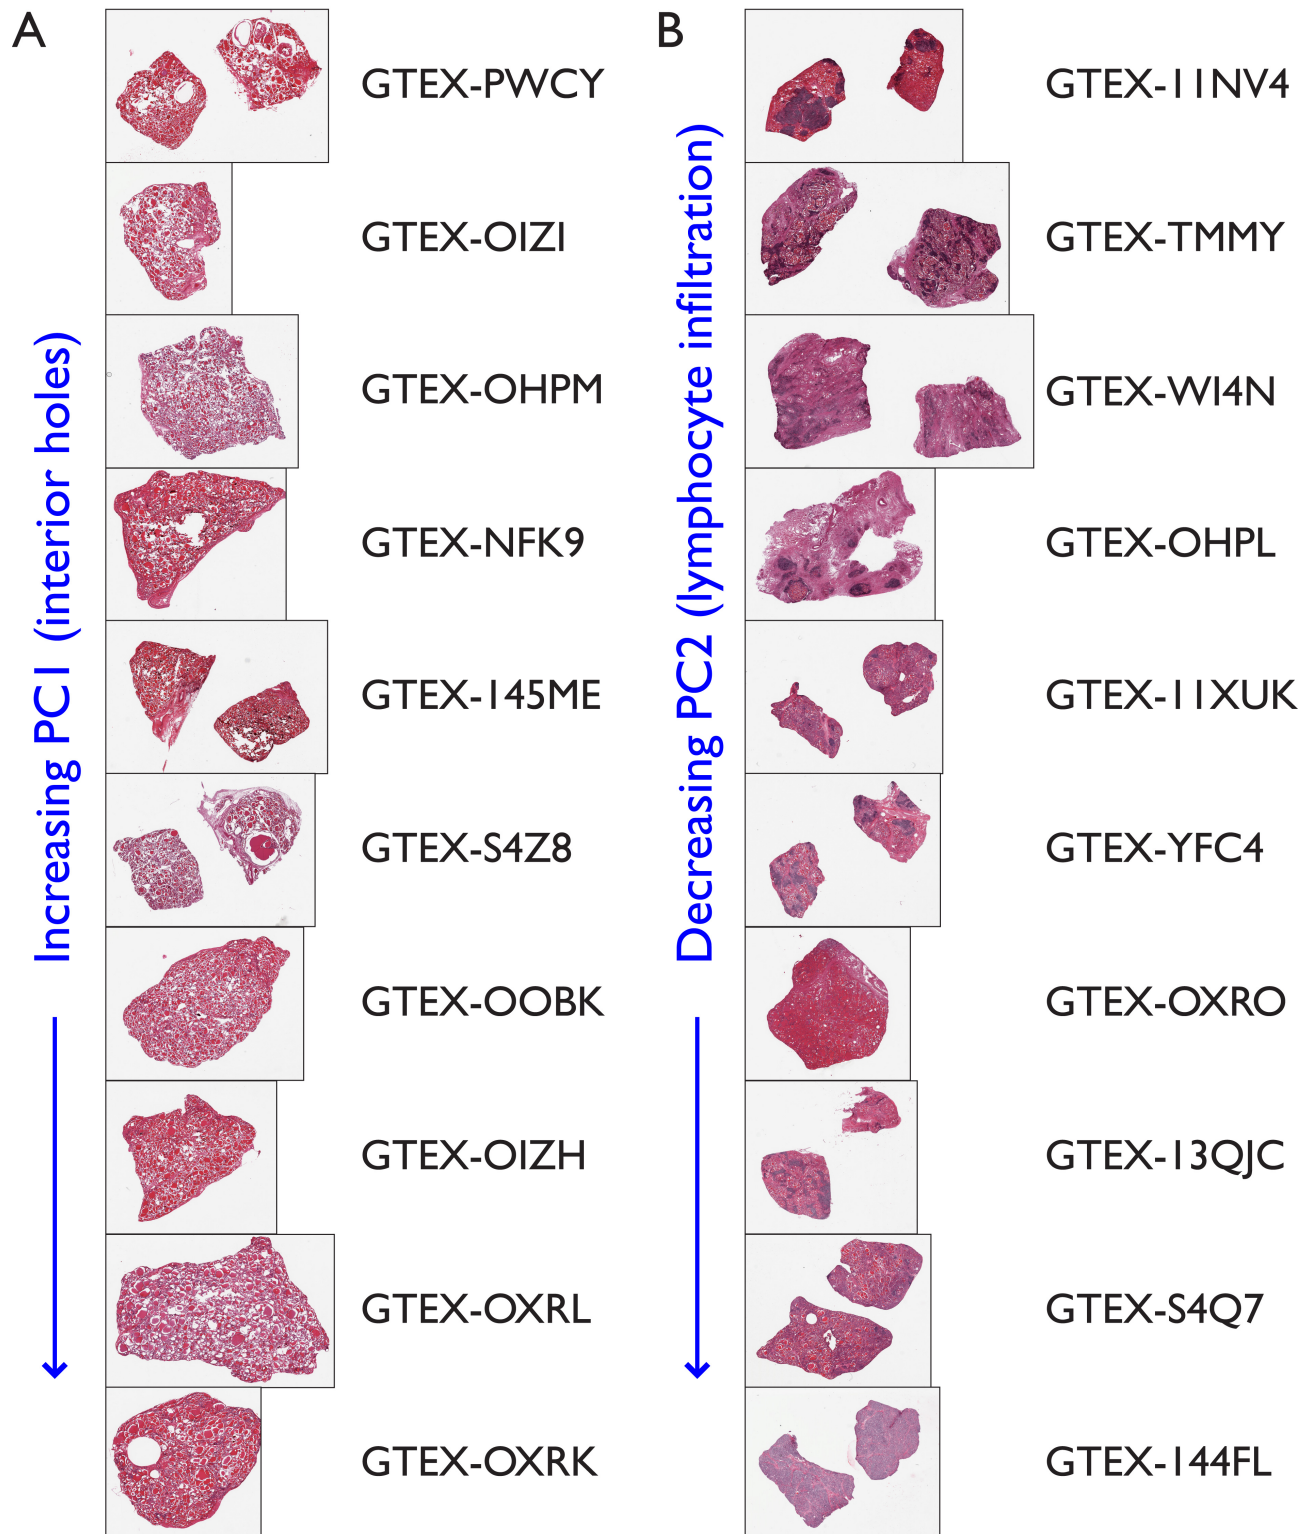 A
Increasing PC1 (interior holes)
GTEX-PWCY
GTEX-OIZI
GTEX-OHPM
GTEX-NFK9
GTEX-145ME
GTEX-S4Z8
GTEX-OOBK
GTEX-OIZH
GTEX-OXRL
GTEX-OXRK
B
Decreasing PC2 (lymphocyte infiltration)
GTEX-11NV4
GTEX-TMMY
GTEX-WI4N
GTEX-OHPL
GTEX-11XUK
GTEX-YFC4
GTEX-OXRO
GTEX-13QJC
GTEX-S4Q7
GTEX-144FL